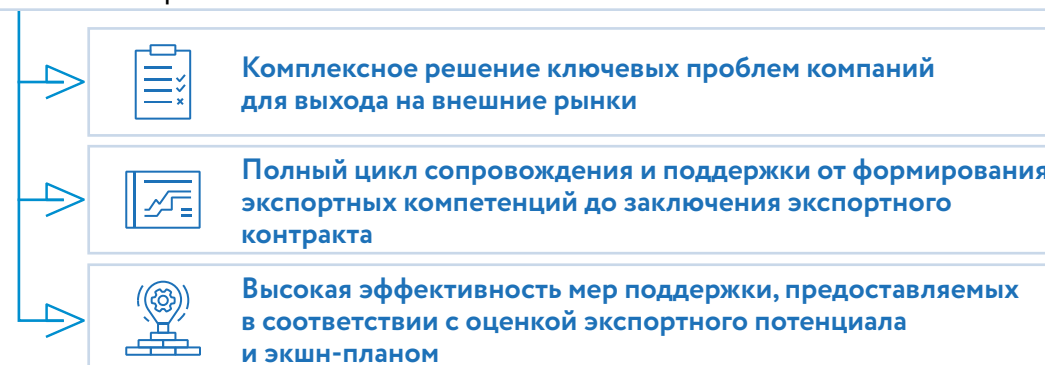 Комплексное решение ключевых проблем компаний
для выхода на внешние рынки
Полный цикл сопровождения и поддержки от формирования
экспортных компетенций до заключения экспортного
контракта
Высокая эффективность мер поддержки, предоставляемых
в соответствии с оценкой экспортного потенциала
и экшн-планом